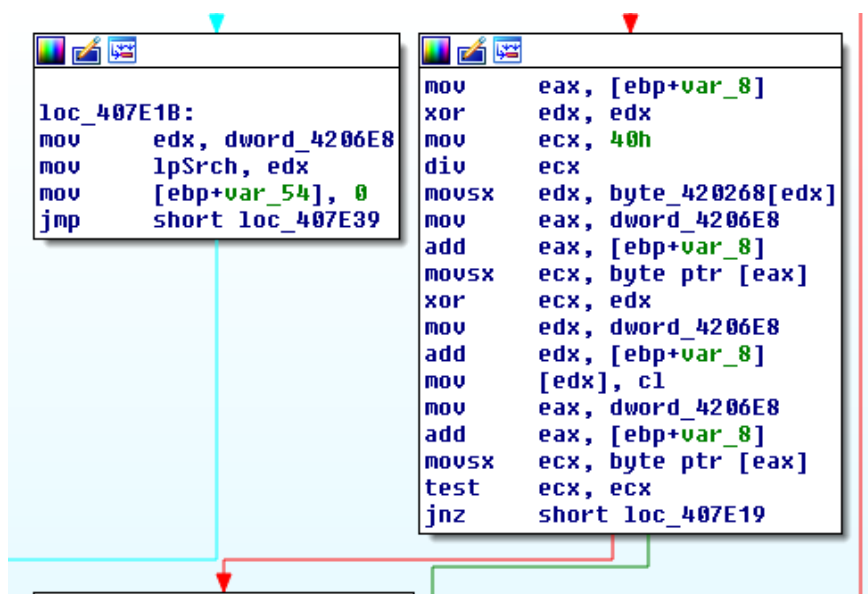 loc_407E1B:
mov edx, dword_4206E8
mov lpSrch, edx
mov [ebp+var_54], 0
jmp short loc_407E39
mov eax, [ebp+var_8]
xor edx, edx
mov ecx, 40h
div ecx
movsx edx, byte_420268[edx]
mov eax, dword_4206E8
add eax, [ebp+var_8]
movsx ecx, byte ptr [eax]
xor ecx, edx
mov edx, dword_4206E8
add edx, [ebp+var_8]
mov [edx], cl
mov eax, dword_4206E8
add eax, [ebp+var_8]
movsx ecx, byte ptr [eax]
test ecx, ecx
jnz short loc_407E19